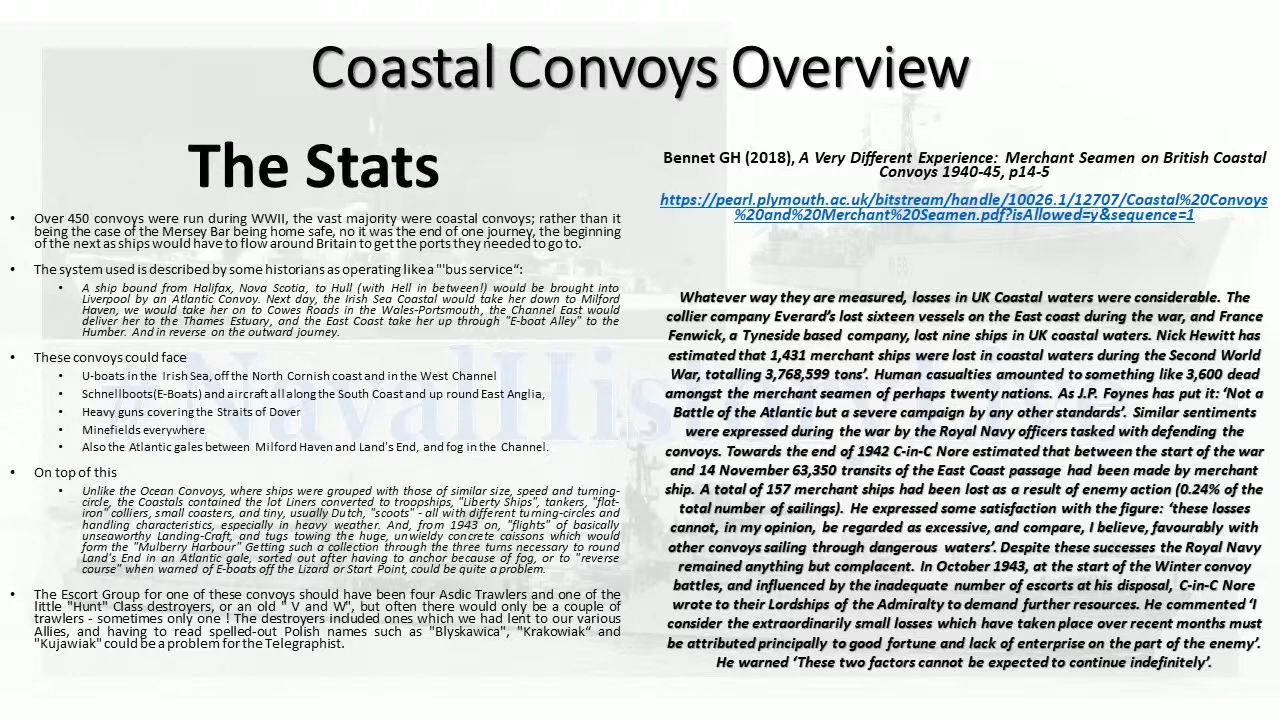 Coastal Convoys Overview
The Stats
• Over 450 convoys were run during WWII, the vast majority were coastal convoys; rather than it
being the case of the Mersey Bar being home safe, no it was the end of one journey, the beginning
of the next as ships would have to flow around Britain to get the ports they needed to go to.
• The system used is described by some historians as operating like a "'bus service“:
• A ship bound from Halifax, Nova Scotia, to Hull (with Hell in between!) would be brought into
Liverpool by an Atlantic Convoy. Next day, the Irish Sea Coastal would take her down to Milford
Haven, we would take her on to Cowes Roads in the Wales-Portsmouth, the Channel East would
deliver her to the Thames Estuary, and the East Coast take her up through "E-boat Alley" to the
Humber. And in reverse on the outward journey.
• These convoys could face
• U-boats in the Irish Sea, off the North Cornish coast and in the West Channel
• Schnellboots(E-Boats) and aircraft all along the South Coast and up round East Anglia,
• Heavy guns covering the Straits of Dover
• Minefields everywhere
• Also the Atlantic gales between Milford Haven and Land's End, and fog in the Channel.
• On top of this
• Unlike the Ocean Convoys, where ships were grouped with those of similar size, speed and turning-
circle, the Coastals contained the lot Liners converted to troopships, "Liberty Ships", tankers, "flat-
iron" colliers, small coasters, and tiny, usually Dutch, "scoots" - all with different turning-circles and
handling characteristics, especially in heavy weather. And, from 1943 on, "flights" of basically
unseaworthy Landing-Craft, and tugs towing the huge, unwieldy concrete caissons which would
form the "Mulberry Harbour" Getting such a collection through the three turns necessary to round
Land's End in an Atlantic gale, sorted out after having to anchor because of fog, or to "reverse
course" when warned of E-boats off the Lizard or Start Point, could be quite a problem.
• The Escort Group for one of these convoys should have been four Asdic Trawlers and one of the
little "Hunt" Class destroyers, or an old " V and W", but often there would only be a couple of
trawlers - sometimes only one ! The destroyers included ones which we had lent to our various
Allies, and having to read spelled-out Polish names such as "Blyskawica", "Krakowiak“ and
"Kujawiak" could be a problem for the Telegraphist.
Bennet GH (2018), A Very Different Experience: Merchant Seamen on British Coastal
Convoys 1940-45, p14-5
https://pearl.plymouth.ac.uk/bitstream/handle/10026.1/12707/Coastal%20Convoys
%20and%20Merchant%20Seamen.pdf?isAllowed=y&sequence=1
Whatever way they are measured, losses in UK Coastal waters were considerable. The
collier company Everard’s lost sixteen vessels on the East coast during the war, and France
Fenwick, a Tyneside based company, lost nine ships in UK coastal waters. Nick Hewitt has
estimated that 1,431 merchant ships were lost in coastal waters during the Second World
War, totalling 3,768,599 tons’. Human casualties amounted to something like 3,600 dead
amongst the merchant seamen of perhaps twenty nations. As J.P. Foynes has put it: ‘Not a
Battle of the Atlantic but a severe campaign by any other standards’. Similar sentiments
were expressed during the war by the Royal Navy officers tasked with defending the
convoys. Towards the end of 1942 C-in-C Nore estimated that between the start of the war
and 14 November 63,350 transits of the East Coast passage had been made by merchant
ship. A total of 157 merchant ships had been lost as a result of enemy action (0.24% of the
total number of sailings). He expressed some satisfaction with the figure: ‘these losses
cannot, in my opinion, be regarded as excessive, and compare, I believe, favourably with
other convoys sailing through dangerous waters’. Despite these successes the Royal Navy
remained anything but complacent. In October 1943, at the start of the Winter convoy
battles, and influenced by the inadequate number of escorts at his disposal, C-in-C Nore
wrote to their Lordships of the Admiralty to demand further resources. He commented ‘I
consider the extraordinarily small losses which have taken place over recent months must
be attributed principally to good fortune and lack of enterprise on the part of the enemy’.
He warned ‘These two factors cannot be expected to continue indefinitely’.